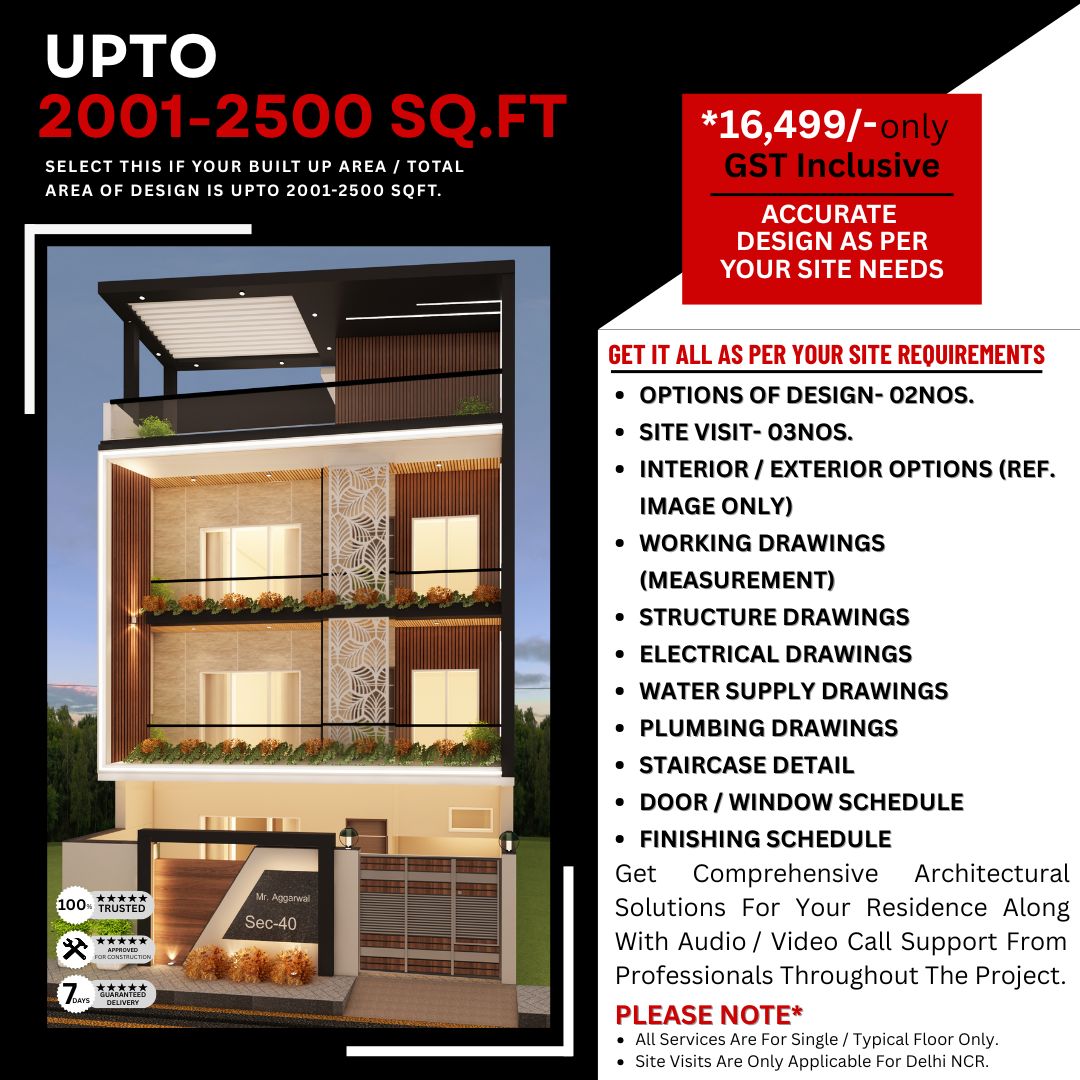 UPTO
2001-2500 SQ.FT
SELECT THIS IF YOUR BUILT UP AREA / TOTAL
AREA OF DESIGN IS UPTO 2001-2500 SQFT.
*16,499/-only
GST Inclusive
ACCURATE
DESIGN AS PER
YOUR SITE NEEDS
GET IT ALL AS PER YOUR SITE REQUIREMENTS
• OPTIONS OF DESIGN- 02NOS.
• SITE VISIT- 03NOS.
• INTERIOR / EXTERIOR OPTIONS (REF.
IMAGE ONLY)
• WORKING DRAWINGS
(MEASUREMENT)
• STRUCTURE DRAWINGS
• ELECTRICAL DRAWINGS
• WATER SUPPLY DRAWINGS
• PLUMBING DRAWINGS
• STAIRCASE DETAIL
• DOOR / WINDOW SCHEDULE
• FINISHING SCHEDULE
Get Comprehensive Architectural
Solutions For Your Residence Along
With Audio / Video Call Support From
Professionals Throughout The Project.
PLEASE NOTE*
• All Services Are For Single / Typical Floor Only.
• Site Visits Are Only Applicable For Delhi NCR.
Mr. Aggarwal
Sec-40
100%
TRUSTED
APPROVED
FOR CONSTRUCTION
7 DAYS
GUARANTEED
DELIVERY